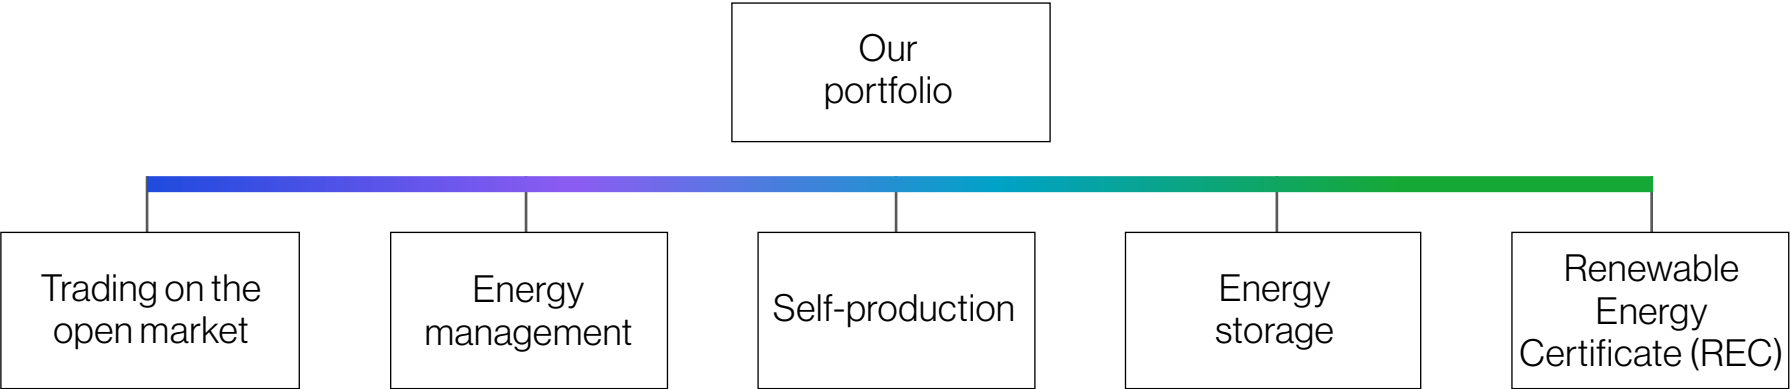 Our
portfolio
Trading on the
open market
Energy
management
Self-production
Energy
storage
Renewable
Energy
Certificate (REC)